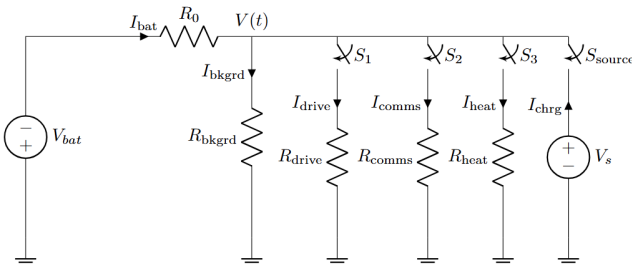 I_bat R_0 V(t)
S_1 S_2 S_3 S_source
I_bkgrd
I_drive I_comms I_heat I_chrg
− + V_bat R_bkgrd R_drive R_comms R_heat + − V_s